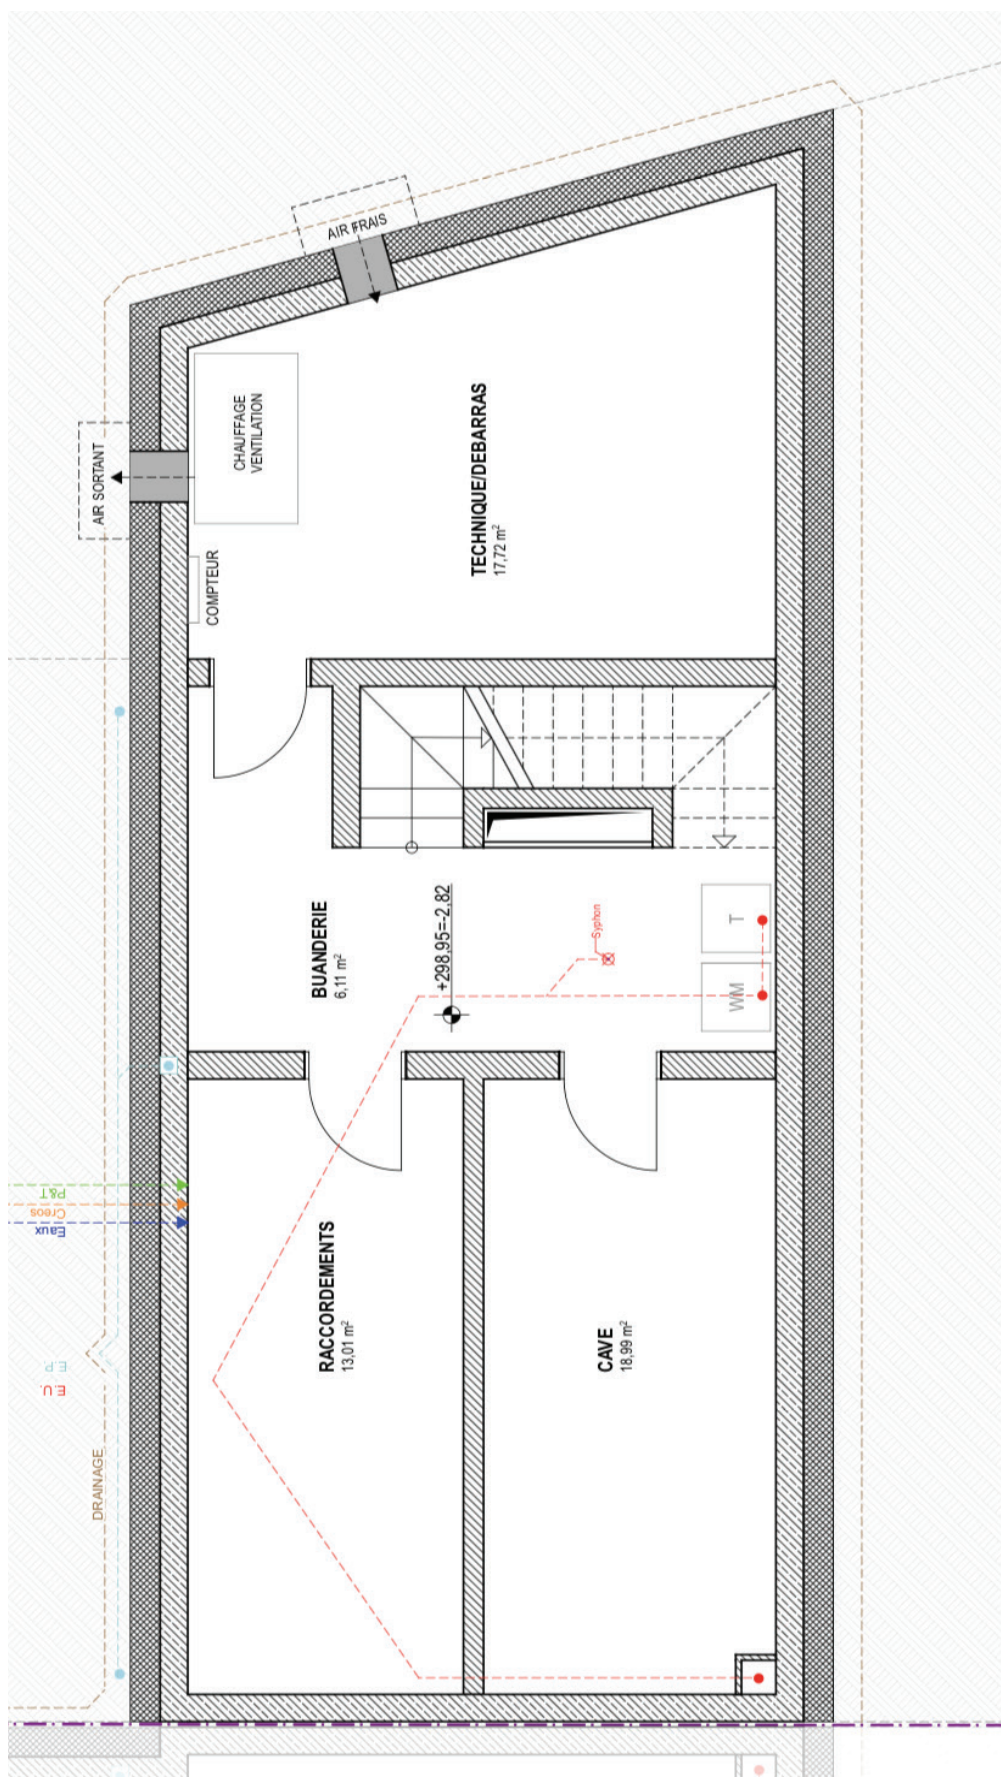 AIR FRAIS
AIR SORTANT
CHAUFFAGE
VENTILATION
COMPTEUR
TECHNIQUE/DEBARRAS
17,72 m²
BUANDERIE
6,11 m²
+298,95=-2,82
Syphon
T
WM
P&T
Creos
Eaux
E.P.
E.U.
RACCORDEMENTS
13,01 m²
CAVE
18,99 m²
DRAINAGE